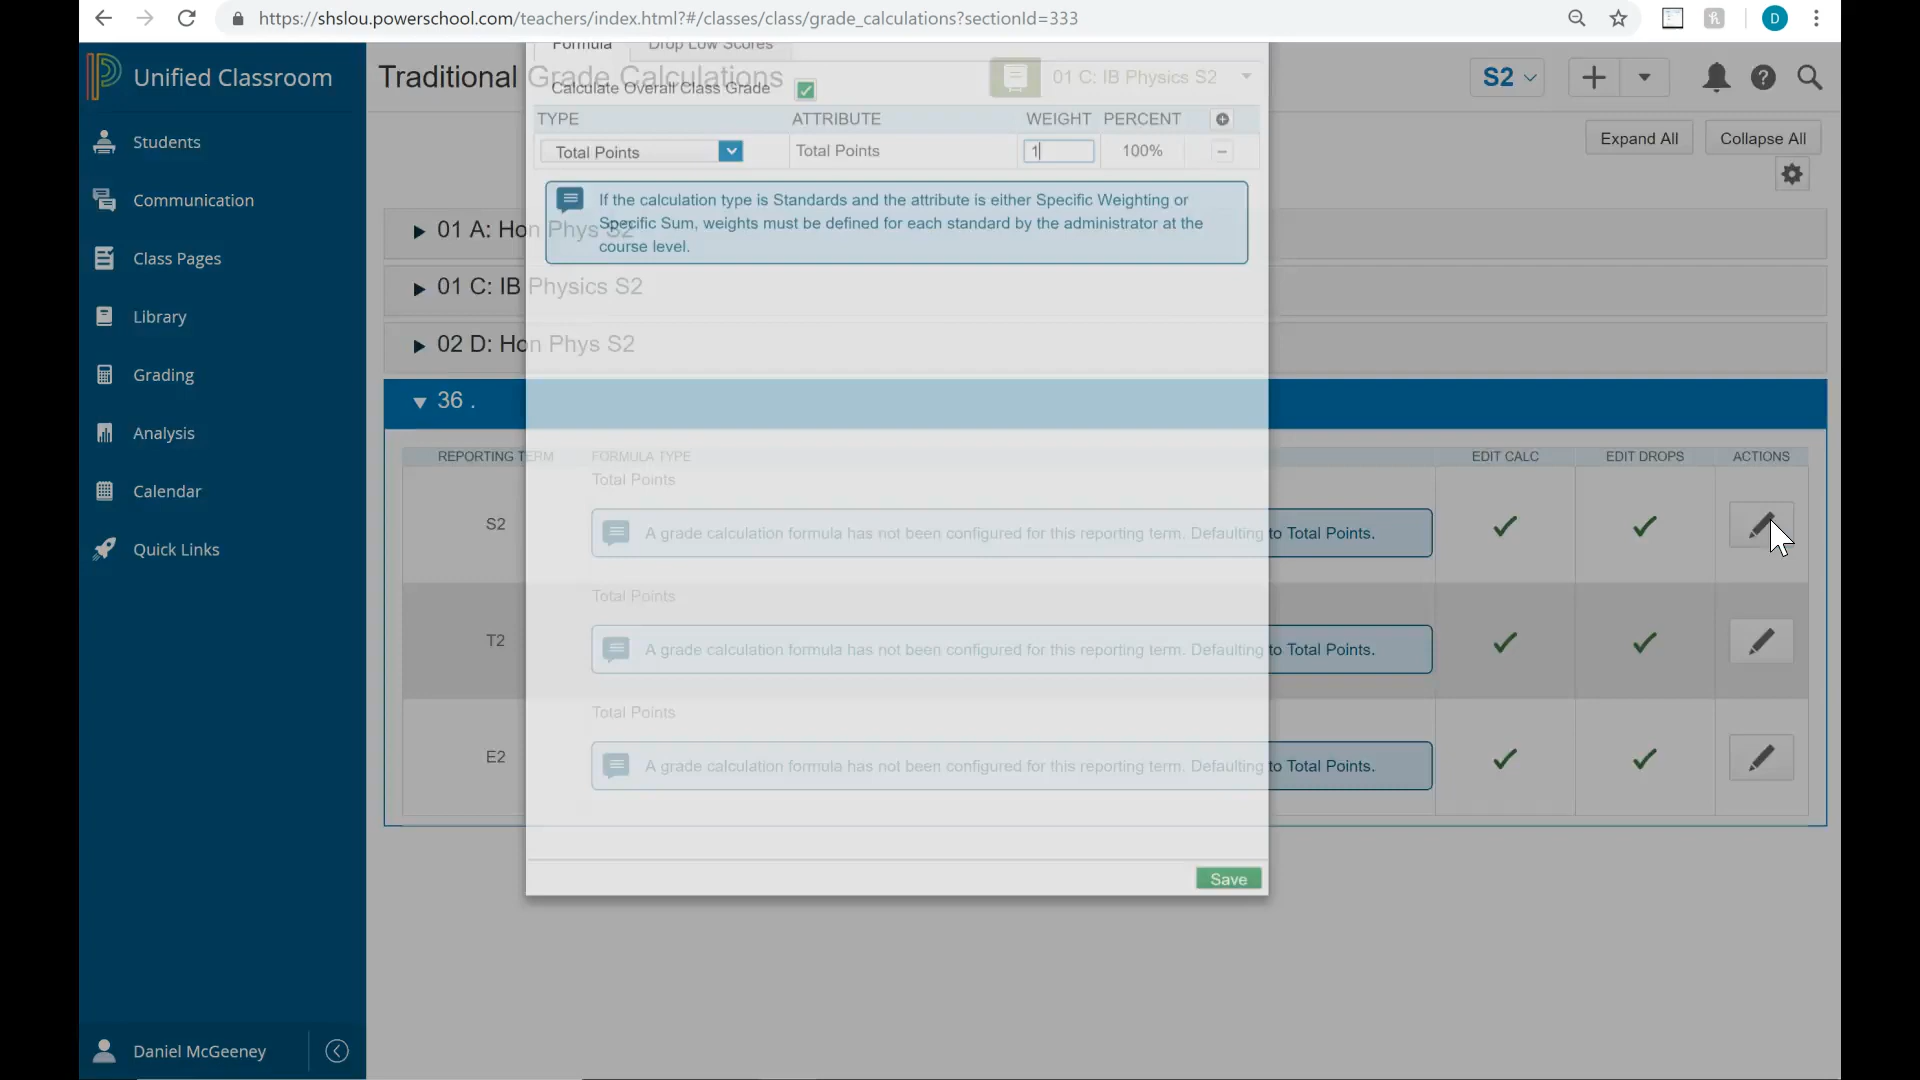 https://shslou.powerschool.com/teachers/index.html?#/classes/class/grade_calculations?sectionId=333
D
Unified Classroom
Students
Communication
Class Pages
Library
Grading
Analysis
Calendar
Quick Links
Daniel McGeeney
Traditional Grade Calculations
01 C: IB Physics S2
S2
Expand All
Collapse All
Formula
Drop Low Scores
Calculate Overall Class Grade
TYPE ATTRIBUTE WEIGHT PERCENT
Total Points Total Points 1 100%
If the calculation type is Standards and the attribute is either Specific Weighting or
Specific Sum, weights must be defined for each standard by the administrator at the
course level.
01 A: Hon Phys S2
01 C: IB Physics S2
02 D: Hon Phys S2
36 .
REPORTING TERM FORMULA TYPE EDIT CALC EDIT DROPS ACTIONS
Total Points
S2
A grade calculation formula has not been configured for this reporting term. Defaulting to Total Points.
Total Points
T2
A grade calculation formula has not been configured for this reporting term. Defaulting to Total Points.
Total Points
E2
A grade calculation formula has not been configured for this reporting term. Defaulting to Total Points.
Save